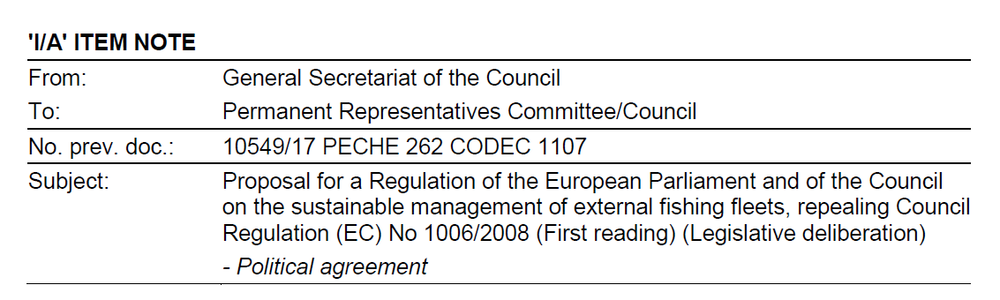 'I/A' ITEM NOTE
From: General Secretariat of the Council
To: Permanent Representatives Committee/Council
No. prev. doc.: 10549/17 PECHE 262 CODEC 1107
Subject: Proposal for a Regulation of the European Parliament and of the Council
on the sustainable management of external fishing fleets, repealing Council
Regulation (EC) No 1006/2008 (First reading) (Legislative deliberation)
- Political agreement